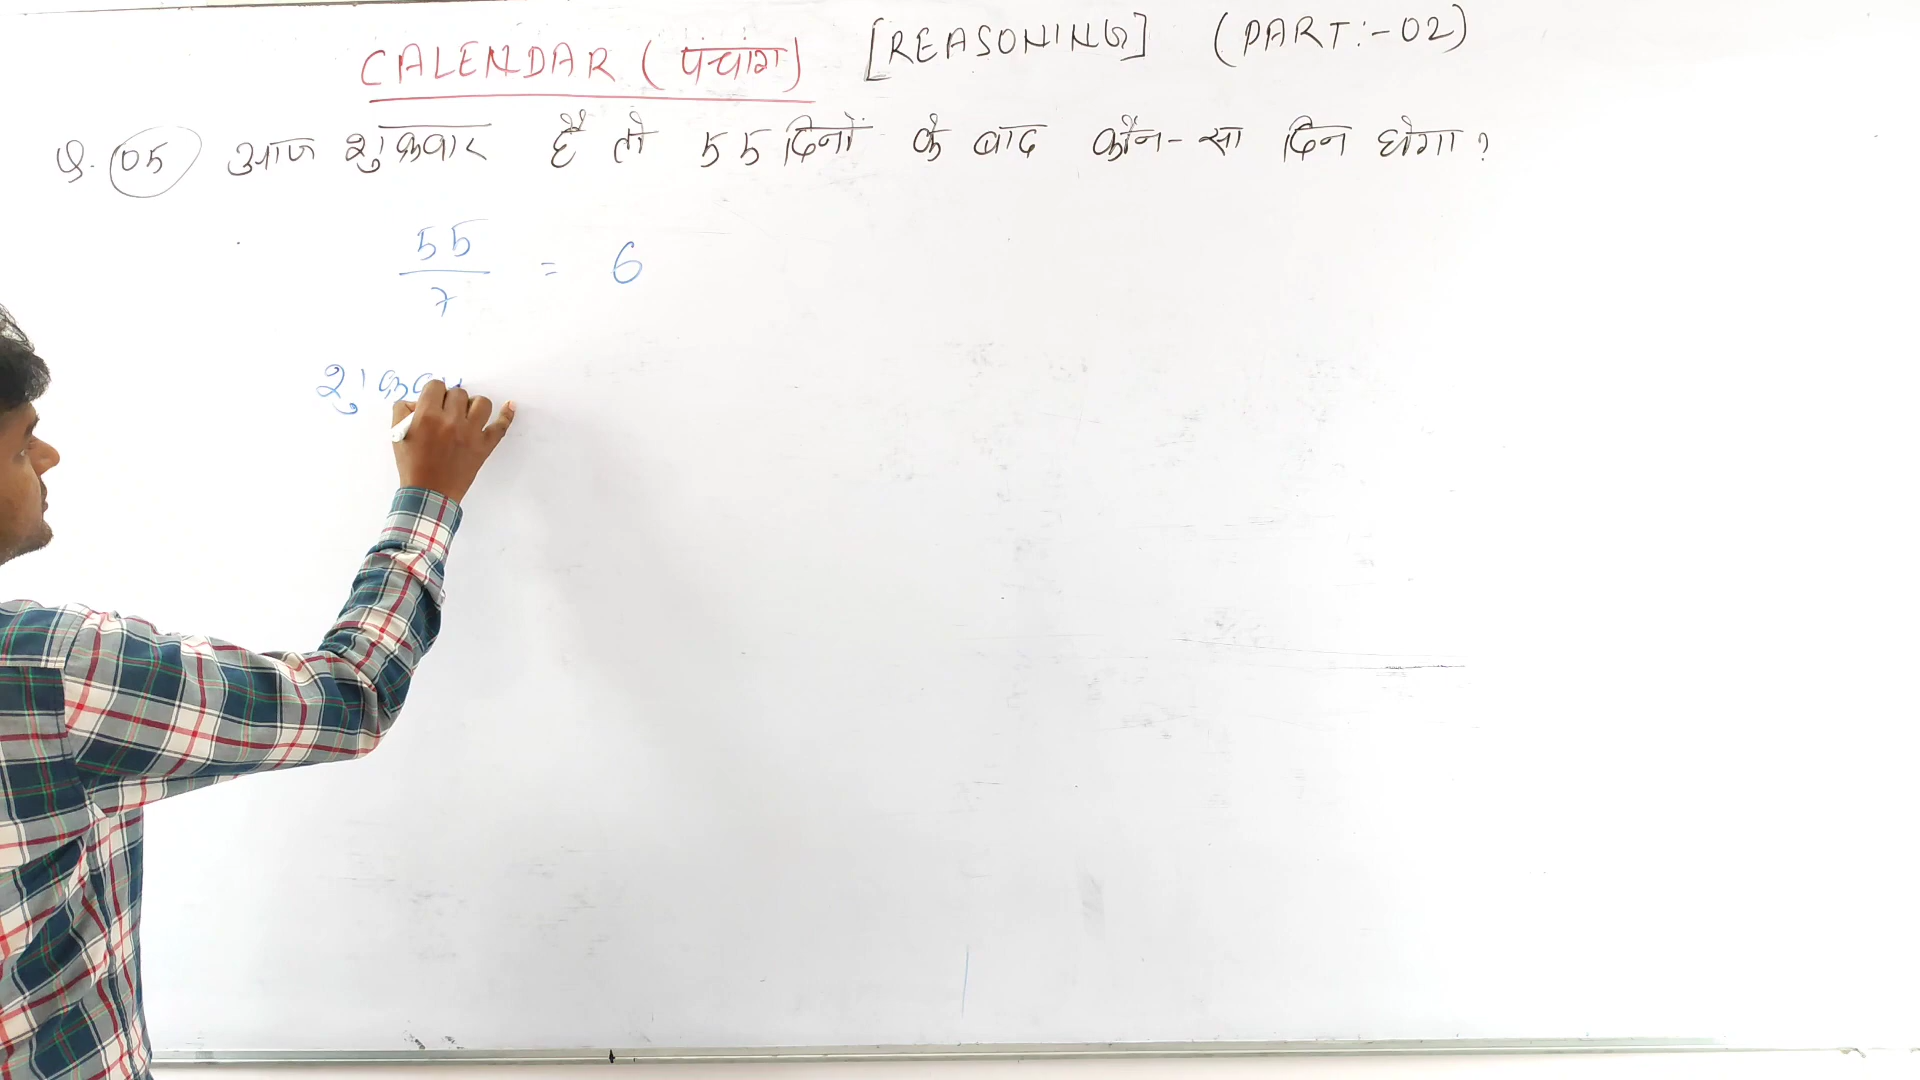 CALENDAR (पंचांग) [REASONING] (PART:-02)
Q. 05 आज शुक्रवार है तो 55 दिनों के बाद कौन-सा दिन होगा?
55
7
= 6